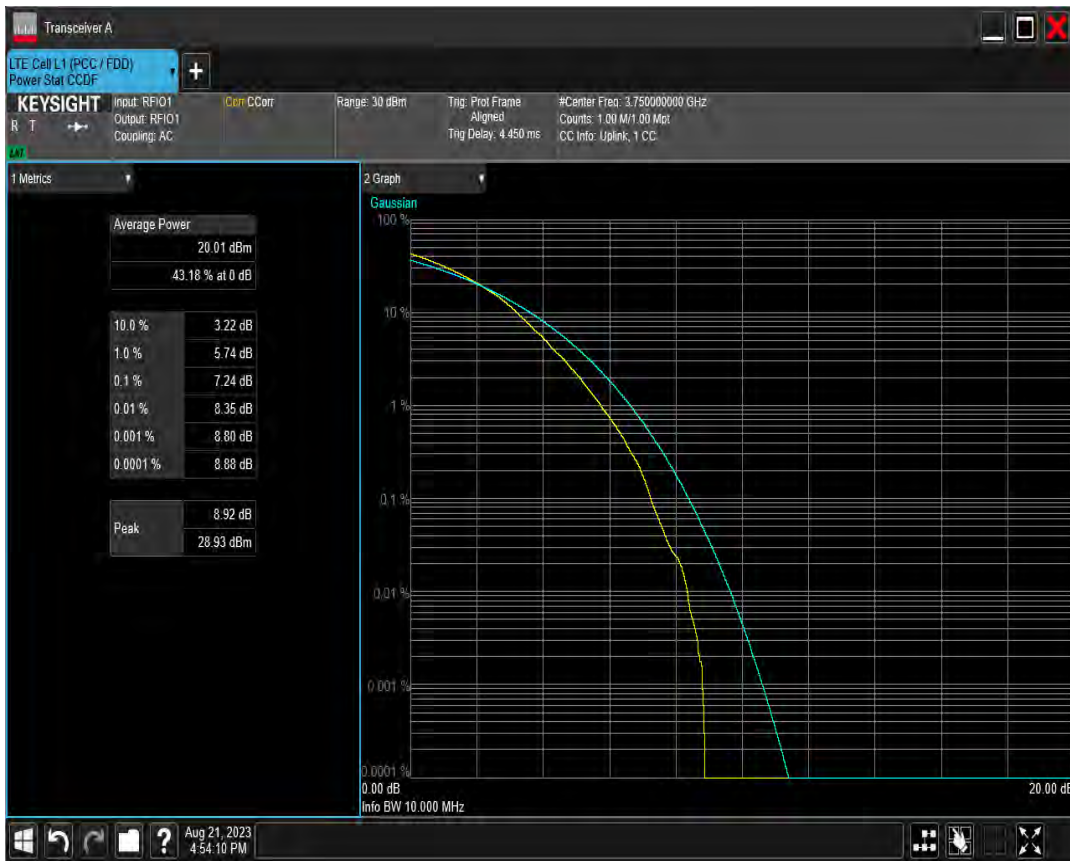 Transceiver A
LTE Cell L1 (PCC / FDD)
Power Stat CCDF
KEYSIGHT
R T
LXI
Input: RFIO1
Output: RFIO1
Coupling: AC
Corr CCorr
Range: 30 dBm
Trig: Prot Frame
Aligned
Trig Delay: 4.450 ms
#Center Freq: 3.750000000 GHz
Counts: 1.00 M/1.00 Mpt
CC Info: Uplink, 1 CC
1 Metrics
Average Power
20.01 dBm
43.18 % at 0 dB
10.0 % 3.22 dB
1.0 % 5.74 dB
0.1 % 7.24 dB
0.01 % 8.35 dB
0.001 % 8.80 dB
0.0001 % 8.88 dB
Peak 8.92 dB
28.93 dBm
2 Graph
Gaussian
100 %
10 %
1 %
0.1 %
0.01 %
0.001 %
0.0001 %
0.00 dB
20.00 dB
Info BW 10.000 MHz
Aug 21, 2023
4:54:10 PM